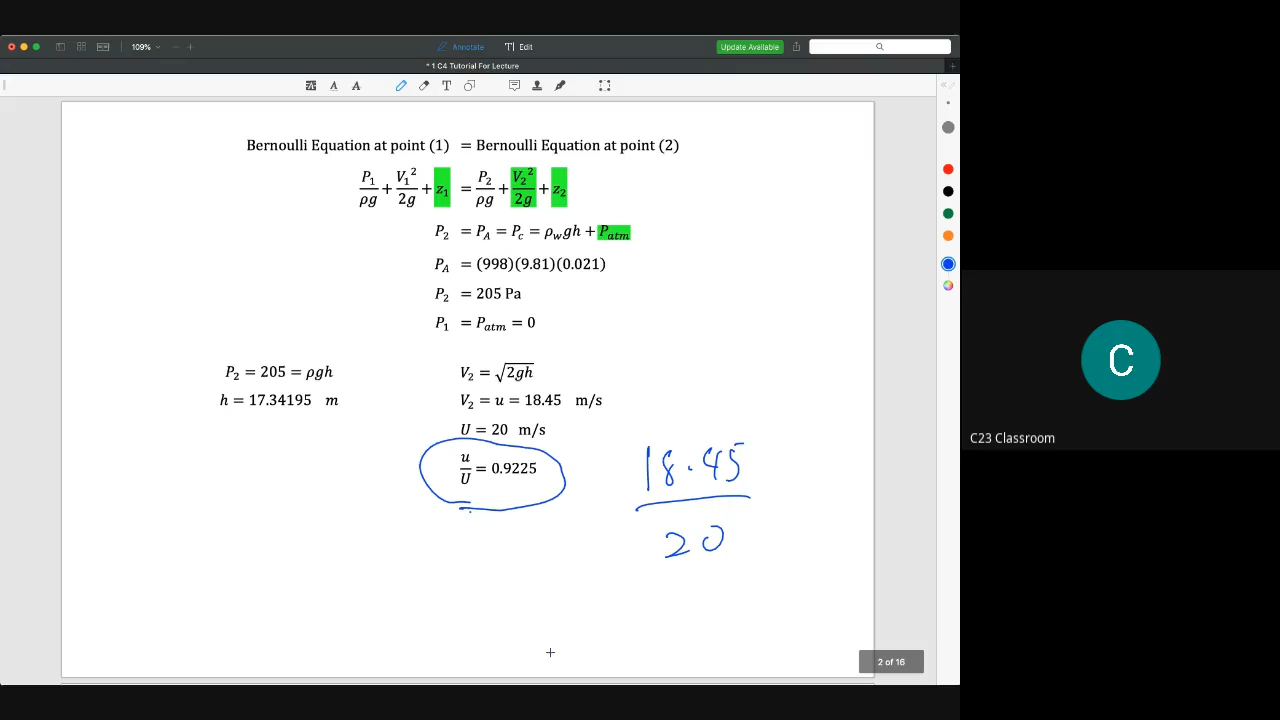 109%
Annotate
Edit
Update Available
* 1 C4 Tutorial For Lecture
Bernoulli Equation at point (1) = Bernoulli Equation at point (2)
P₁/ρg + V₁²/2g + z₁ = P₂/ρg + V₂²/2g + z₂
P₂ = P_A = P_c = ρ_w gh + P_atm
P_A = (998)(9.81)(0.021)
P₂ = 205 Pa
P₁ = P_atm = 0
P₂ = 205 = ρgh
h = 17.34195 m
V₂ = √2gh
V₂ = u = 18.45 m/s
U = 20 m/s
u/U = 0.9225
18.45
20
2 of 16
C
C23 Classroom